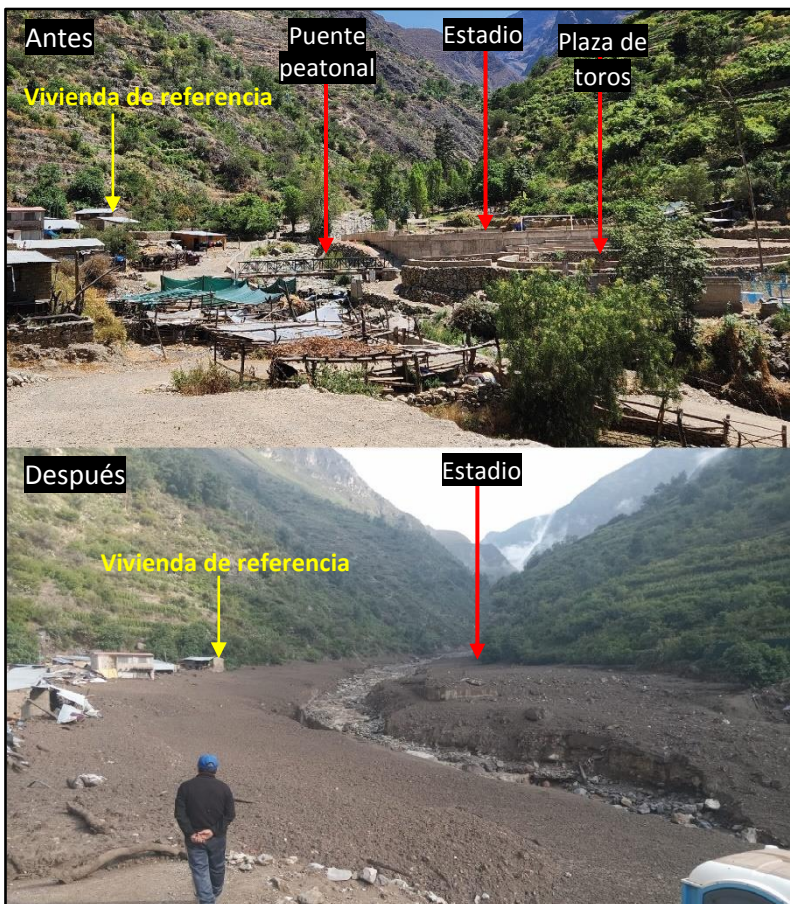 Antes
Puente
peatonal
Estadio
Plaza de
toros
Vivienda de referencia
Después
Estadio
Vivienda de referencia